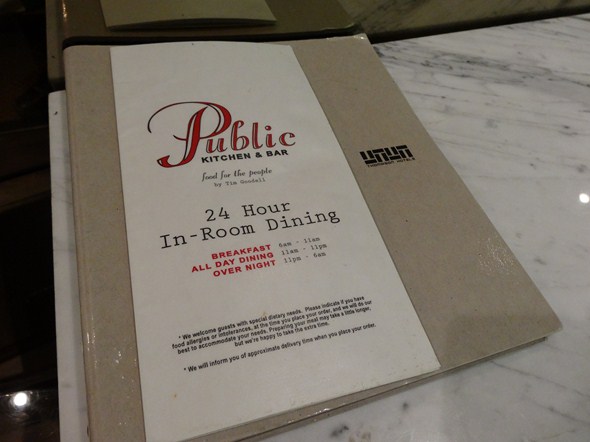 Public
KITCHEN & BAR
food for the people
by Tim Goodell
24 Hour
In-Room Dining
BREAKFAST 6am - 11am
ALL DAY DINING 11am - 11pm
OVER NIGHT 11pm - 6am
* We welcome guests with special dietary needs. Please indicate if you have
food allergies or intolerences, at the time you place your order, and we will do our
best to accommodate your needs. Preparing your meal may take a little longer,
but we're happy to take the extra time.
* We will inform you of approximate delivery time when you place your order.